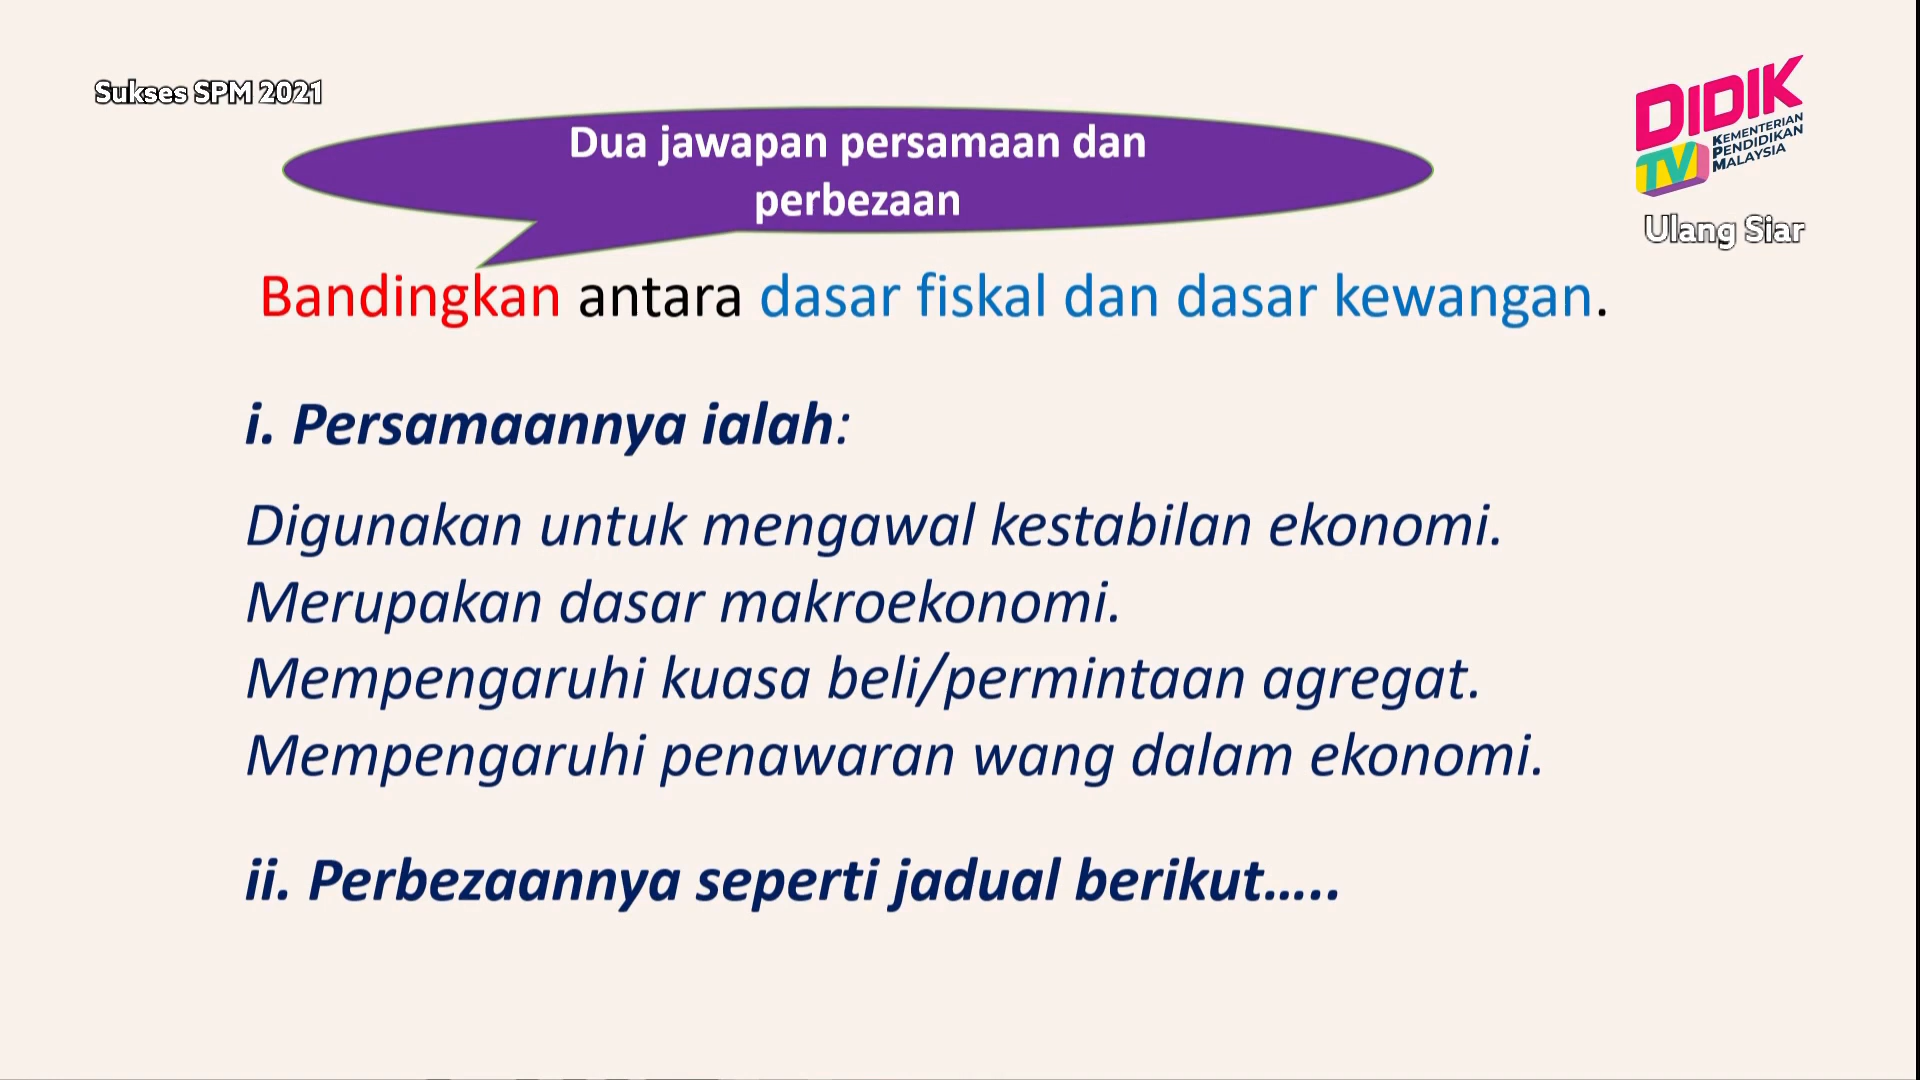 Sukses SPM 2021
DIDIK
TV
KEMENTERIAN
PENDIDIKAN
MALAYSIA
Ulang Siar
Dua jawapan persamaan dan
perbezaan
Bandingkan antara dasar fiskal dan dasar kewangan.
i. Persamaannya ialah:
Digunakan untuk mengawal kestabilan ekonomi.
Merupakan dasar makroekonomi.
Mempengaruhi kuasa beli/permintaan agregat.
Mempengaruhi penawaran wang dalam ekonomi.
ii. Perbezaannya seperti jadual berikut…..